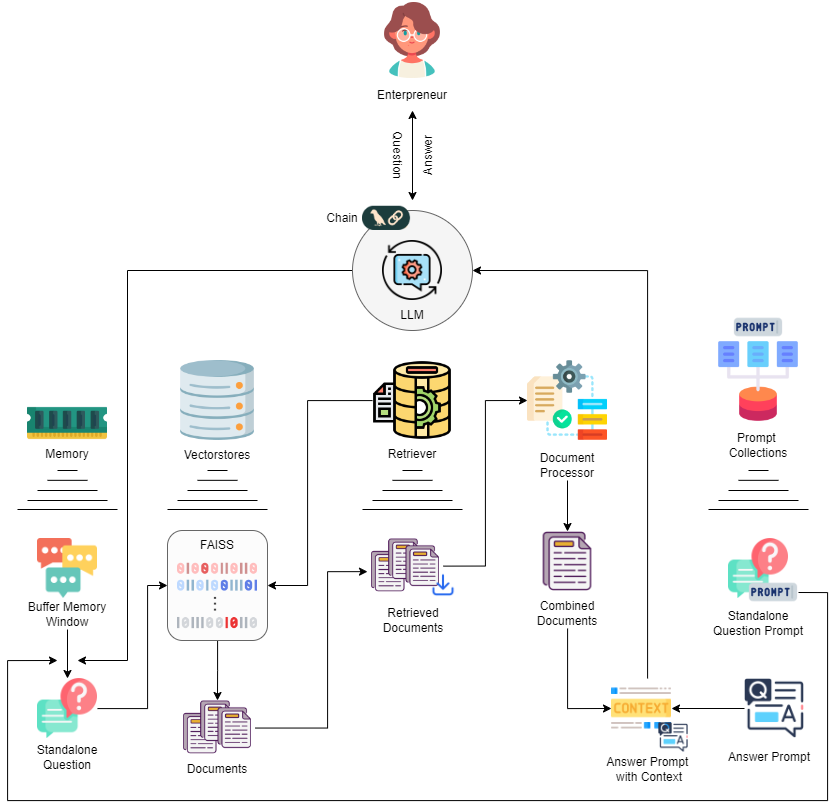 Enterpreneur
Question
Answer
Chain
LLM
PROMPT
Memory
Vectorstores
Retriever
Document
Processor
Prompt
Collections
Buffer Memory
Window
FAISS
Retrieved
Documents
Combined
Documents
PROMPT
Standalone
Question Prompt
Standalone
Question
Documents
CONTEXT
Answer Prompt
with Context
Q
A
Answer Prompt